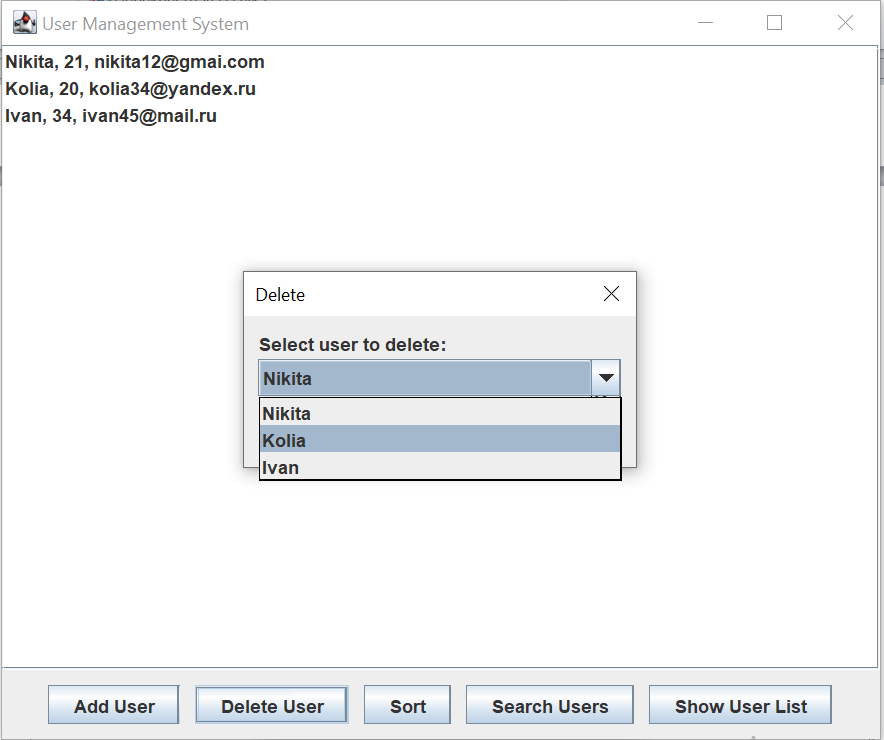 User Management System
Nikita, 21, nikita12@gmai.com
Kolia, 20, kolia34@yandex.ru
Ivan, 34, ivan45@mail.ru
Delete
Select user to delete:
Nikita
Nikita
Kolia
Ivan
Add User
Delete User
Sort
Search Users
Show User List